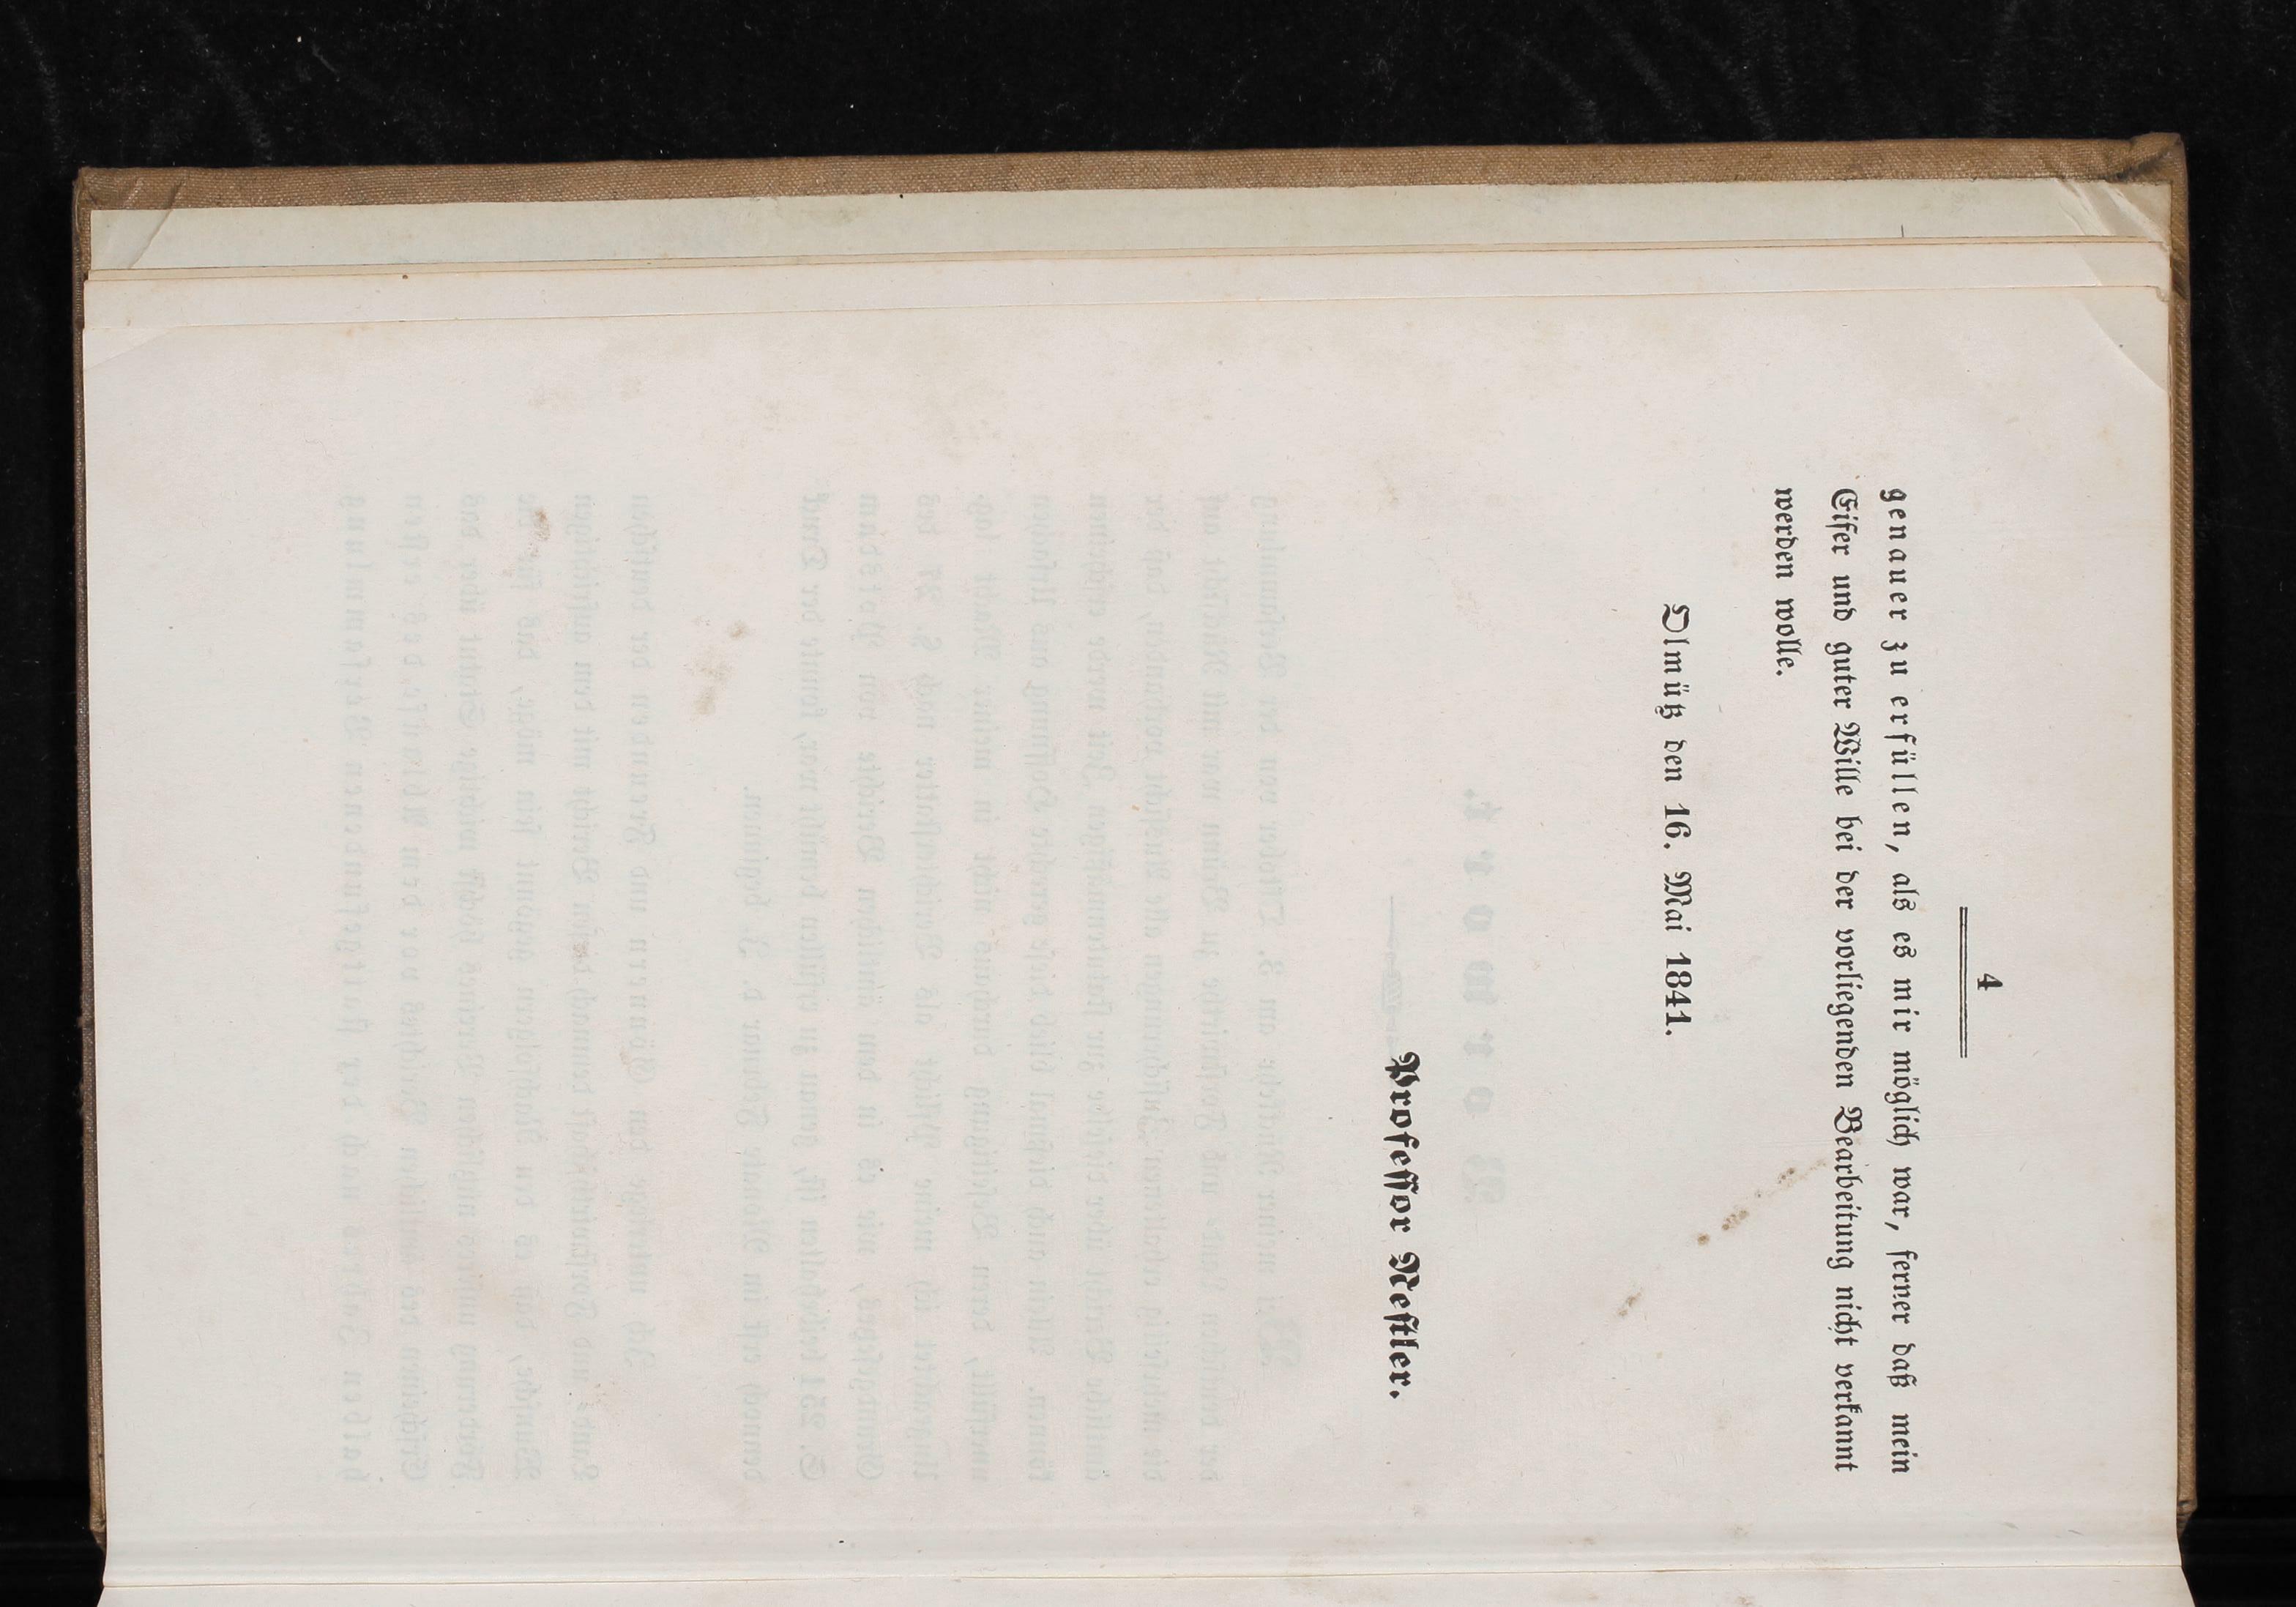 4
genauer zu erfüllen, als es mir möglich war, ferner daß mein
Eifer und guter Wille bei der vorliegenden Bearbeitung nicht verkannt
werden wolle.
Olmütz den 16. Mai 1841.
Professor Nestler.